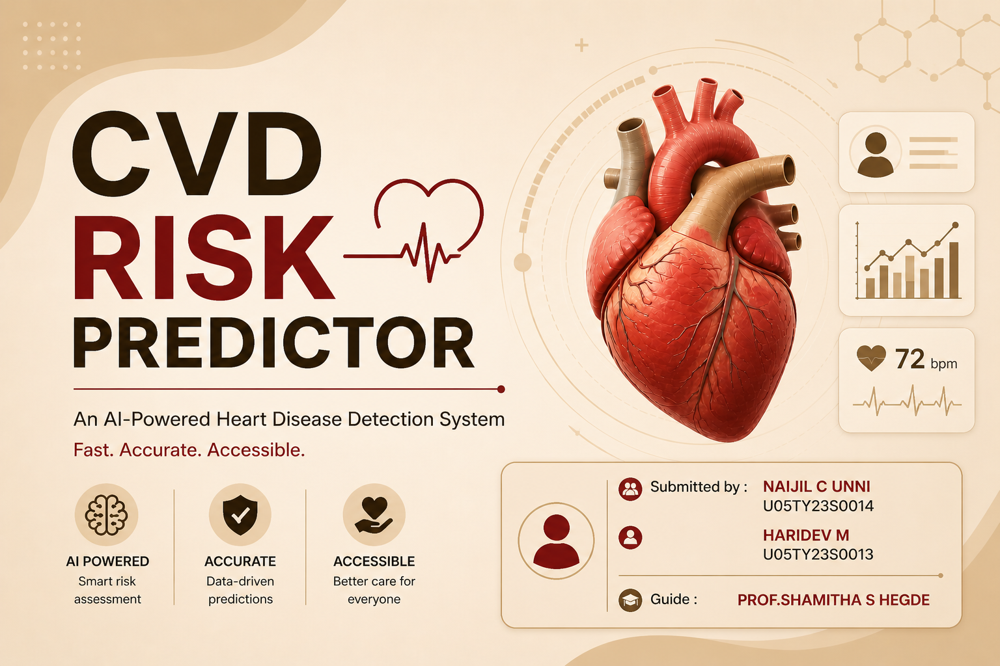 CVD
RISK
PREDICTOR
An AI-Powered Heart Disease Detection System
Fast. Accurate. Accessible.
AI POWERED
Smart risk
assessment
ACCURATE
Data-driven
predictions
ACCESSIBLE
Better care for
everyone
72 bpm
Submitted by : NAIJIL C UNNI
U05TY23S0014
HARIDEV M
U05TY23S0013
Guide : PROF.SHAMITHA S HEGDE